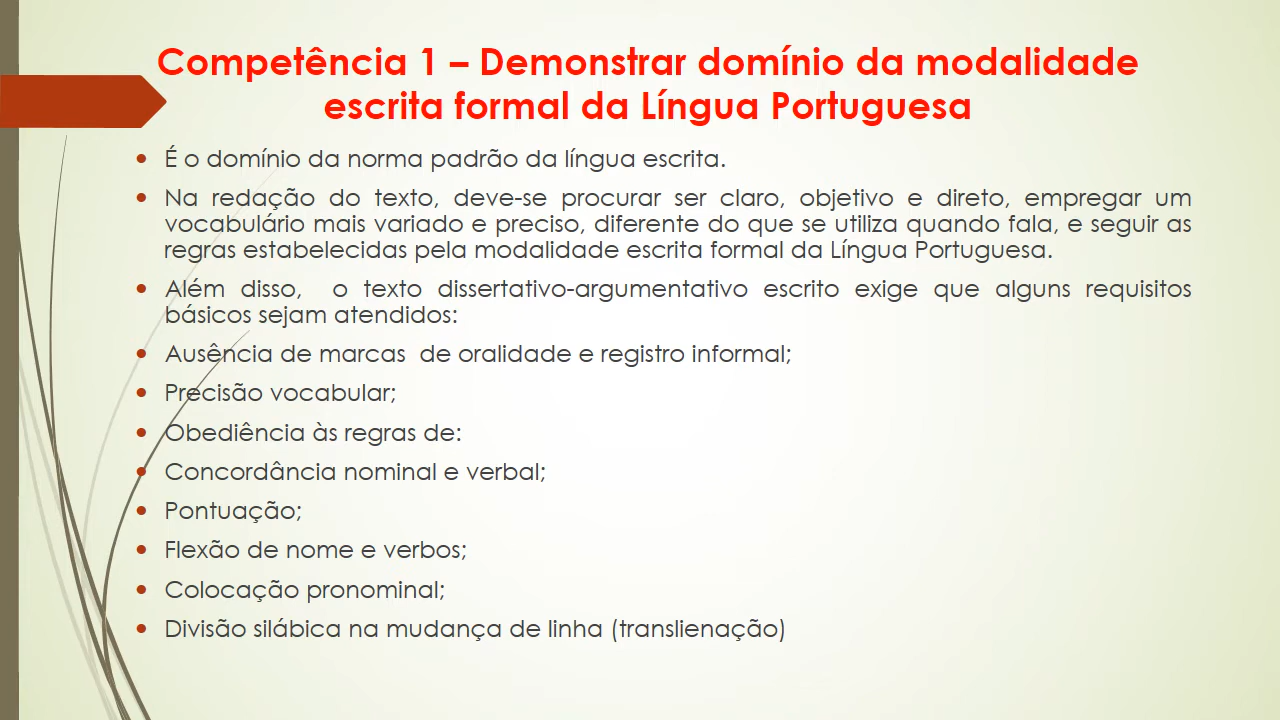 Competência 1 – Demonstrar domínio da modalidade
escrita formal da Língua Portuguesa
• É o domínio da norma padrão da língua escrita.
• Na redação do texto, deve-se procurar ser claro, objetivo e direto, empregar um
vocabulário mais variado e preciso, diferente do que se utiliza quando fala, e seguir as
regras estabelecidas pela modalidade escrita formal da Língua Portuguesa.
• Além disso, o texto dissertativo-argumentativo escrito exige que alguns requisitos
básicos sejam atendidos:
• Ausência de marcas de oralidade e registro informal;
• Precisão vocabular;
• Obediência às regras de:
• Concordância nominal e verbal;
• Pontuação;
• Flexão de nome e verbos;
• Colocação pronominal;
• Divisão silábica na mudança de linha (translienação)